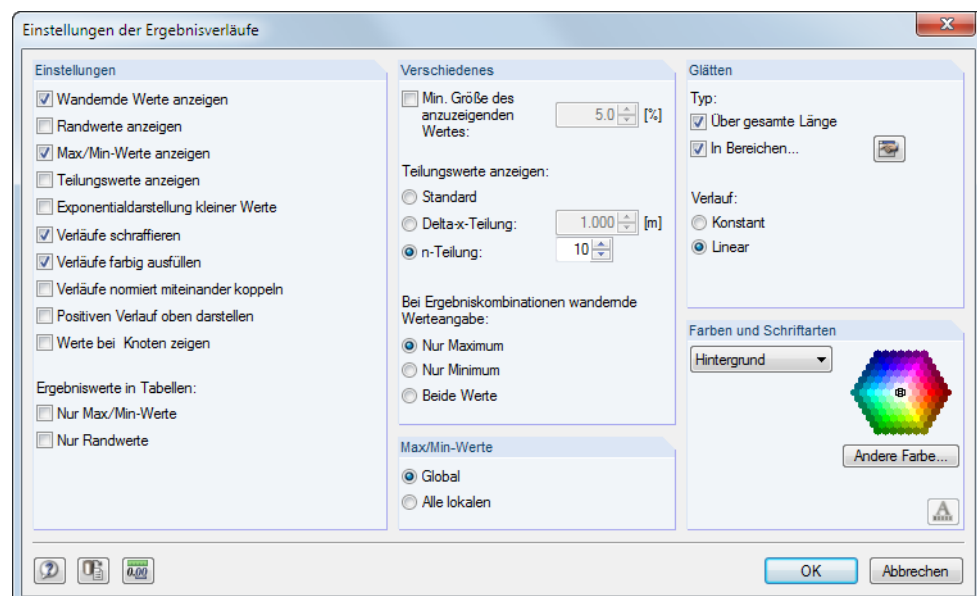 Einstellungen der Ergebnisverläufe
Einstellungen
Wandernde Werte anzeigen
Randwerte anzeigen
Max/Min-Werte anzeigen
Teilungswerte anzeigen
Exponentialdarstellung kleiner Werte
Verläufe schraffieren
Verläufe farbig ausfüllen
Verläufe normiert miteinander koppeln
Positiven Verlauf oben darstellen
Werte bei Knoten zeigen
Ergebniswerte in Tabellen:
Nur Max/Min-Werte
Nur Randwerte
Verschiedenes
Min. Größe des
anzuzeigenden
Wertes:
5.0 [%]
Teilungswerte anzeigen:
Standard
Delta-x-Teilung: 1.000 [m]
n-Teilung: 10
Bei Ergebniskombinationen wandernde
Werteangabe:
Nur Maximum
Nur Minimum
Beide Werte
Max/Min-Werte
Global
Alle lokalen
Glätten
Typ:
Über gesamte Länge
In Bereichen...
Verlauf:
Konstant
Linear
Farben und Schriftarten
Hintergrund
Andere Farbe...
A
0.00
OK
Abbrechen